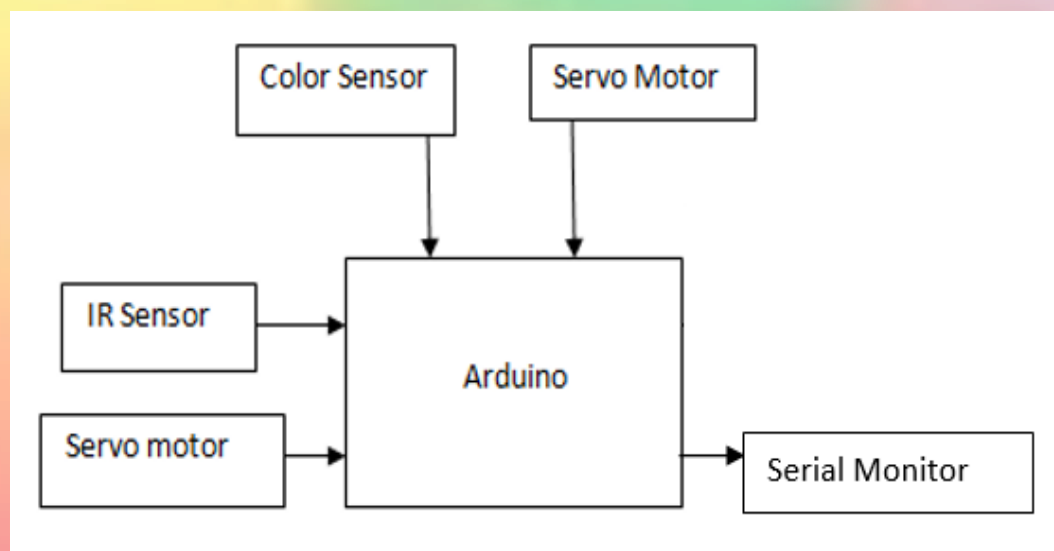 Color Sensor
Servo Motor
IR Sensor
Arduino
Servo motor
Serial Monitor